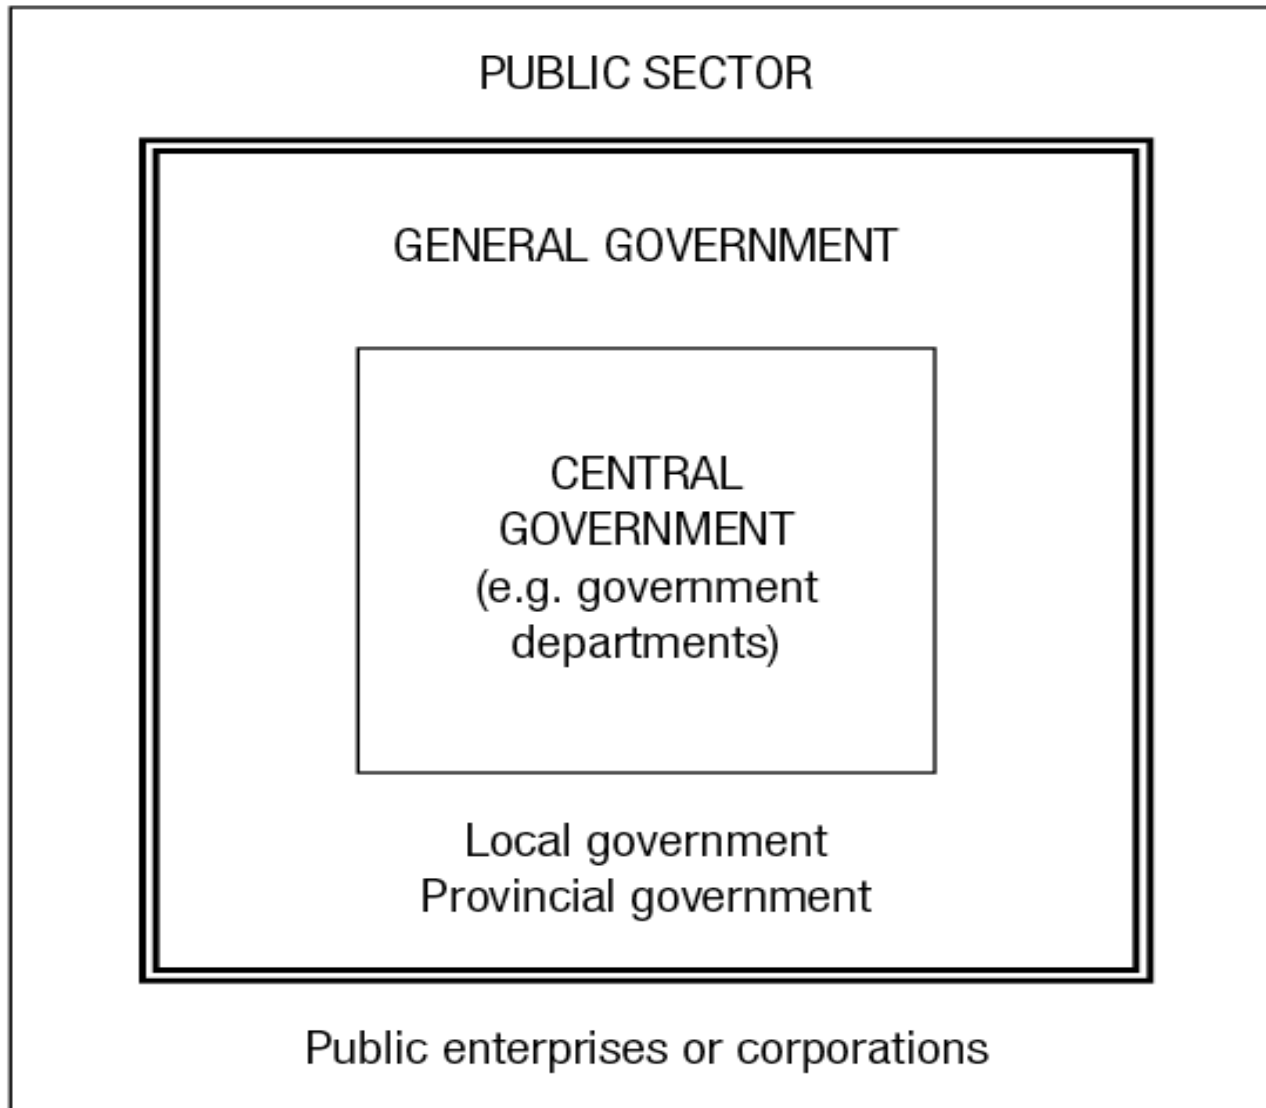 PUBLIC SECTOR
GENERAL GOVERNMENT
CENTRAL
GOVERNMENT
(e.g. government
departments)
Local government
Provincial government
Public enterprises or corporations